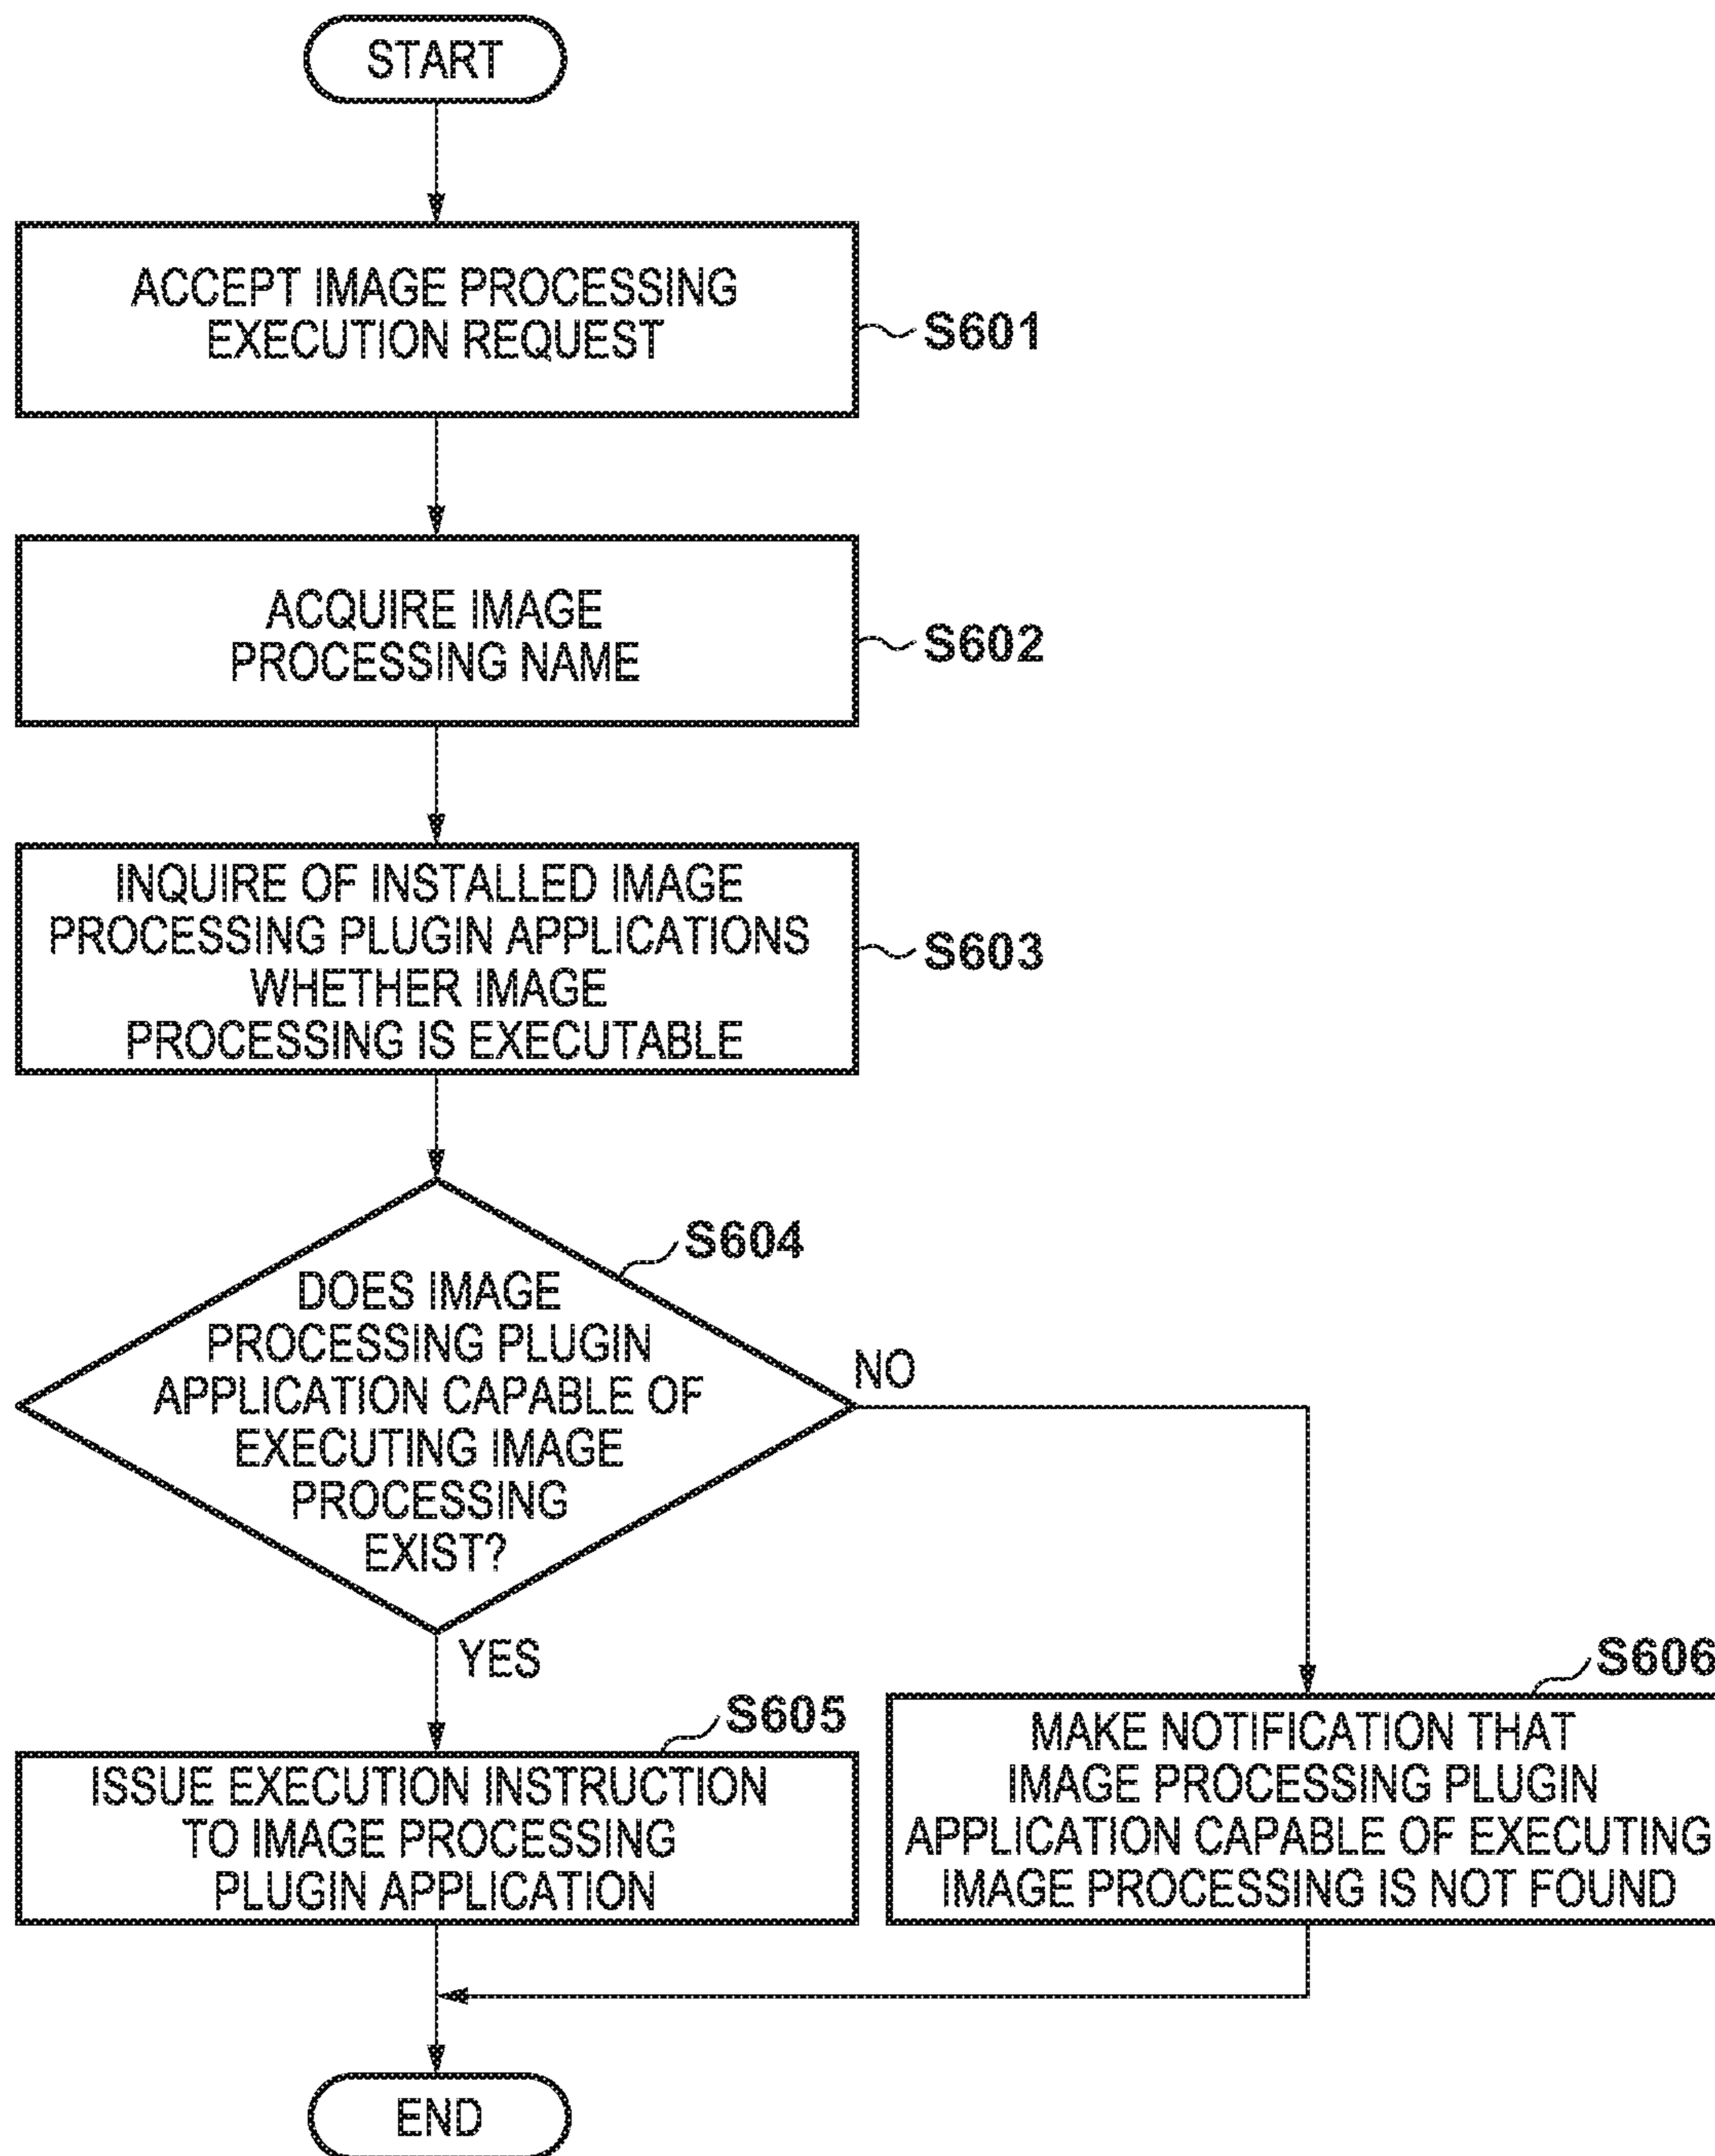 START
ACCEPT IMAGE PROCESSING
EXECUTION REQUEST
S601
ACQUIRE IMAGE
PROCESSING NAME
S602
INQUIRE OF INSTALLED IMAGE
PROCESSING PLUGIN APPLICATIONS
WHETHER IMAGE
PROCESSING IS EXECUTABLE
S603
S604
DOES IMAGE
PROCESSING PLUGIN
APPLICATION CAPABLE OF
EXECUTING IMAGE
PROCESSING
EXIST?
NO
YES
S605
ISSUE EXECUTION INSTRUCTION
TO IMAGE PROCESSING
PLUGIN APPLICATION
S606
MAKE NOTIFICATION THAT
IMAGE PROCESSING PLUGIN
APPLICATION CAPABLE OF EXECUTING
IMAGE PROCESSING IS NOT FOUND
END